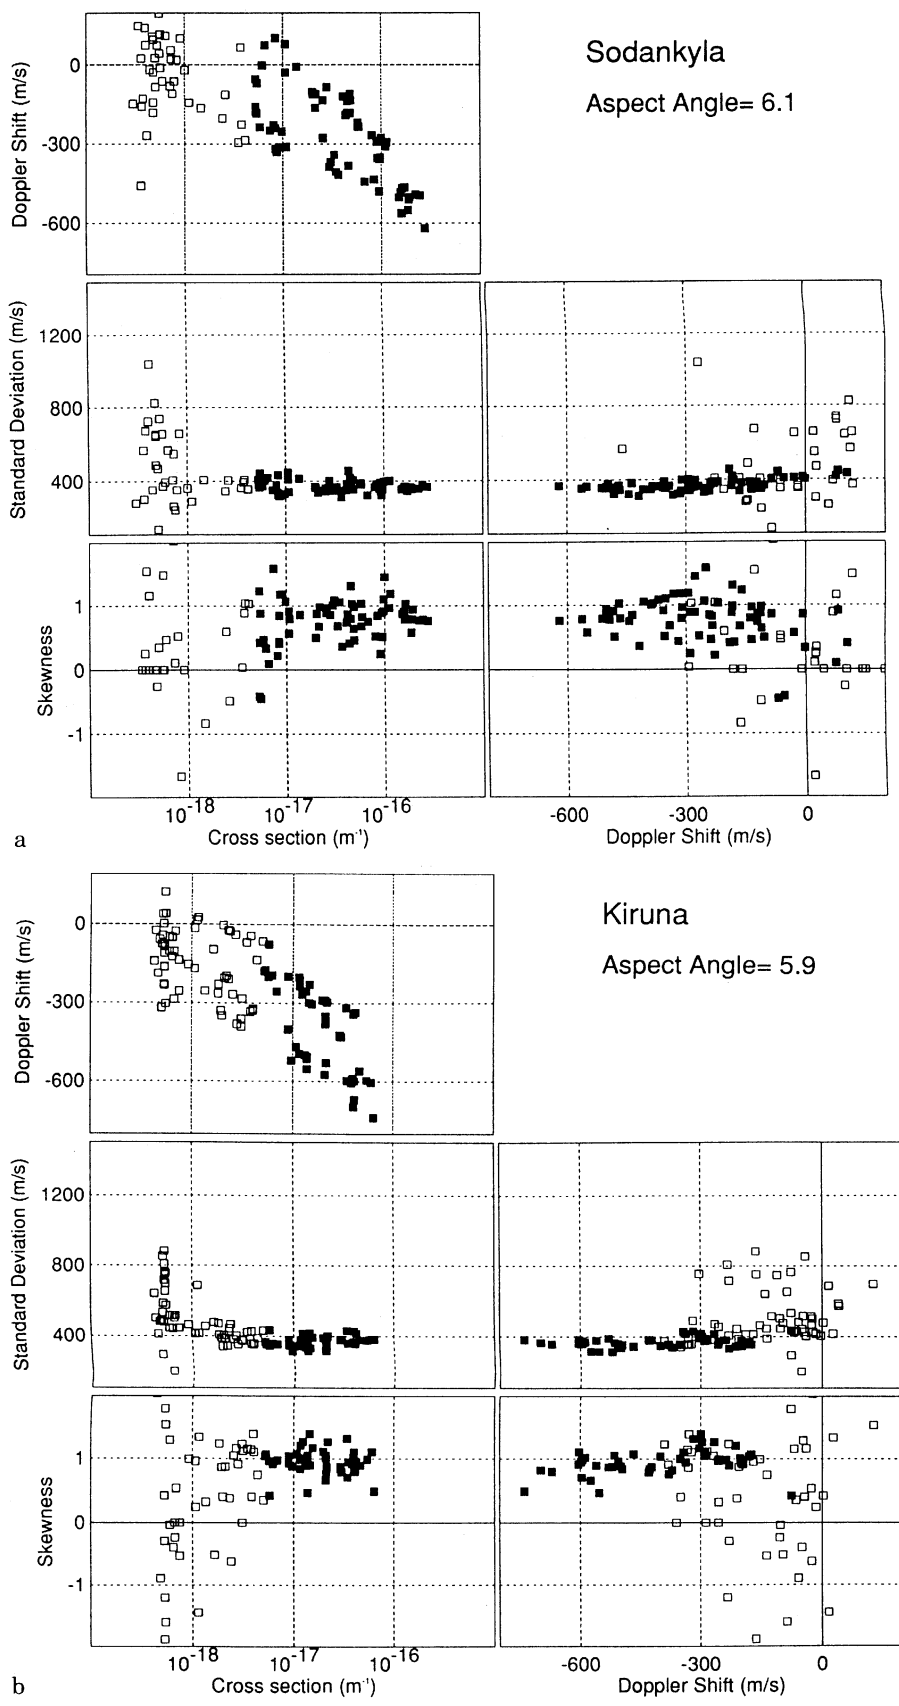 Sodankyla
Aspect Angle= 6.1
Doppler Shift (m/s)
0
-300
-600
Standard Deviation (m/s)
1200
800
400
Skewness
1
0
-1
10⁻¹⁸ 10⁻¹⁷ 10⁻¹⁶
Cross section (m⁻¹)
-600 -300 0
Doppler Shift (m/s)
a
Kiruna
Aspect Angle= 5.9
Doppler Shift (m/s)
0
-300
-600
Standard Deviation (m/s)
1200
800
400
Skewness
1
0
-1
10⁻¹⁸ 10⁻¹⁷ 10⁻¹⁶
Cross section (m⁻¹)
-600 -300 0
Doppler Shift (m/s)
b